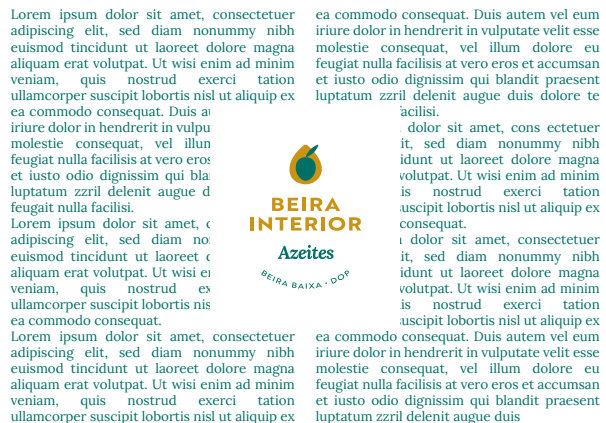 Lorem ipsum dolor sit amet, consectetuer
adipiscing elit, sed diam nonummy nibh
euismod tincidunt ut laoreet dolore magna
aliquam erat volutpat. Ut wisi enim ad minim
veniam, quis nostrud exerci tation
ullamcorper suscipit lobortis nisl ut aliquip ex
ea commodo consequat. Duis au
iriure dolor in hendrerit in vulpu
molestie consequat, vel illum
feugiat nulla facilisis at vero eros
et iusto odio dignissim qui bla
luptatum zzril delenit augue d
feugait nulla facilisi.
Lorem ipsum dolor sit amet, c
adipiscing elit, sed diam no
euismod tincidunt ut laoreet d
aliquam erat volutpat. Ut wisi e
veniam, quis nostrud exe
ullamcorper suscipit lobortis nis
ea commodo consequat.
Lorem ipsum dolor sit amet, consectetuer
adipiscing elit, sed diam nonummy nibh
euismod tincidunt ut laoreet dolore magna
aliquam erat volutpat. Ut wisi enim ad minim
veniam, quis nostrud exerci tation
ullamcorper suscipit lobortis nisl ut aliquip ex
BEIRA
INTERIOR
Azeites
BEIRA BAIXA · DOP
ea commodo consequat. Duis autem vel eum
iriure dolor in hendrerit in vulputate velit esse
molestie consequat, vel illum dolore eu
feugiat nulla facilisis at vero eros et accumsan
et iusto odio dignissim qui blandit praesent
luptatum zzril delenit augue duis dolore te
facilisi.
dolor sit amet, cons ectetuer
it, sed diam nonummy nibh
idunt ut laoreet dolore magna
volutpat. Ut wisi enim ad minim
is nostrud exerci tation
suscipit lobortis nisl ut aliquip ex
consequat.
dolor sit amet, consectetuer
it, sed diam nonummy nibh
idunt ut laoreet dolore magna
volutpat. Ut wisi enim ad minim
is nostrud exerci tation
suscipit lobortis nisl ut aliquip ex
ea commodo consequat. Duis autem vel eum
iriure dolor in hendrerit in vulputate velit esse
molestie consequat, vel illum dolore eu
feugiat nulla facilisis at vero eros et accumsan
et iusto odio dignissim qui blandit praesent
luptatum zzril delenit augue duis